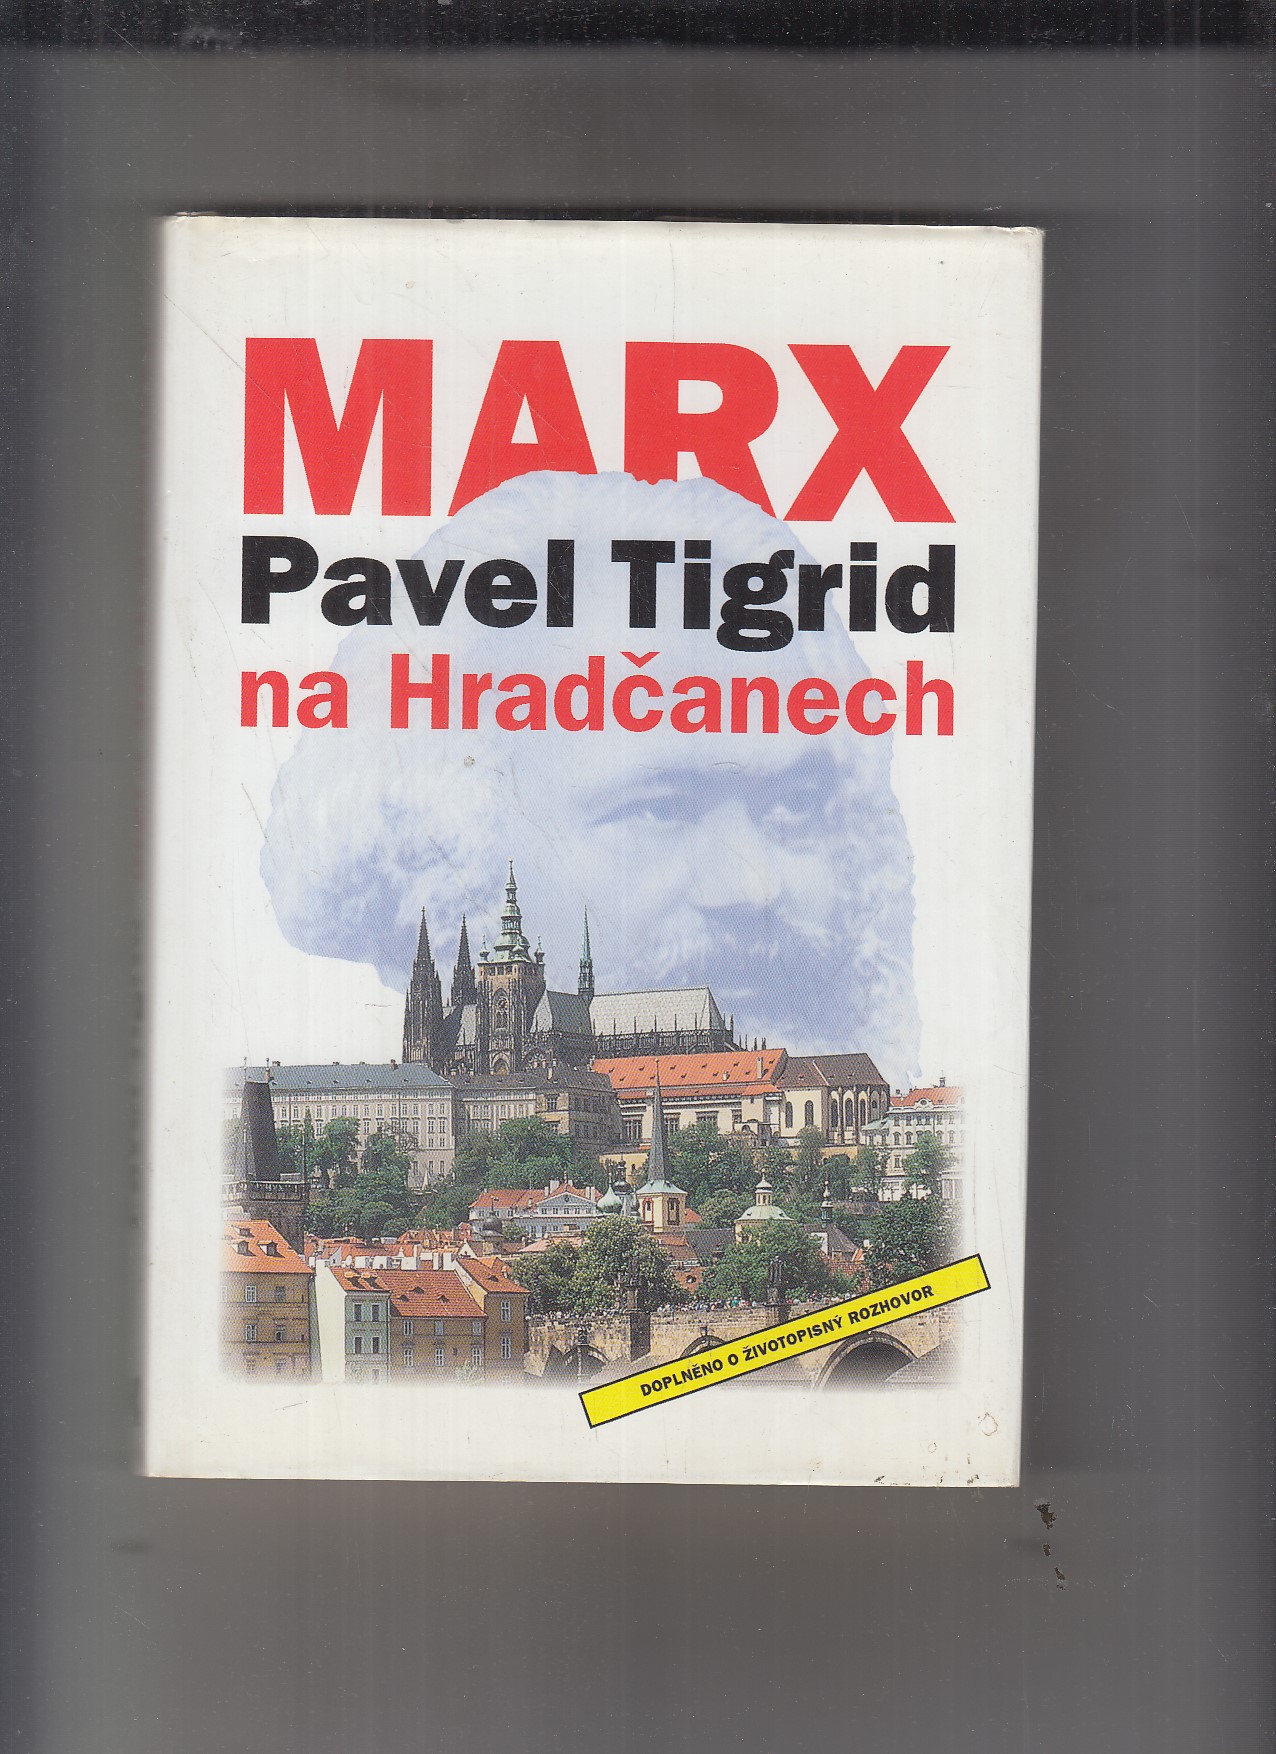 MARX
Pavel Tigrid
na Hradčanech
DOPLNĚNO O ŽIVOTOPISNÝ ROZHOVOR